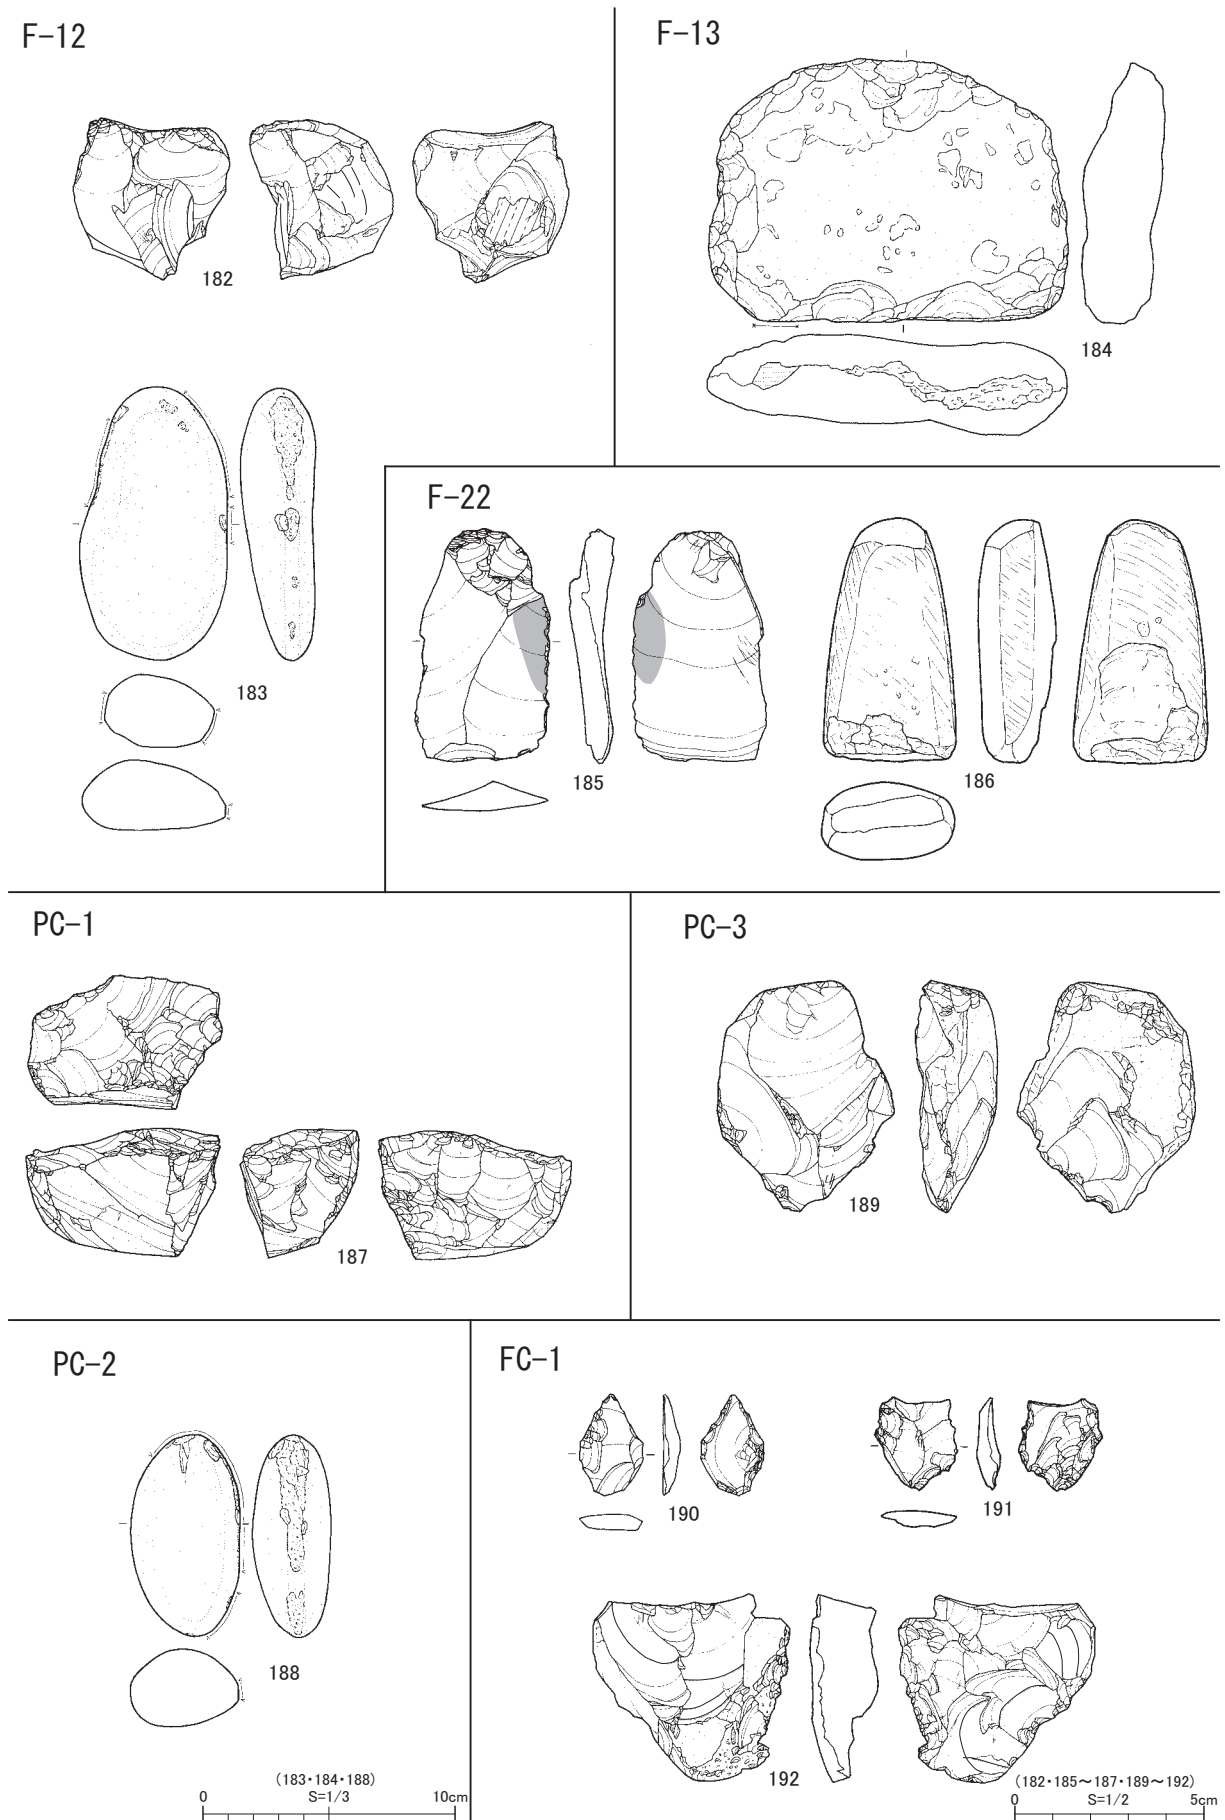 F-12
182
183
F-13
184
F-22
185
186
PC-1
187
PC-3
189
PC-2
188
(183・184・188)
S=1/3
0
10cm
FC-1
190
191
192
(182・185～187・189～192)
S=1/2
0
5cm